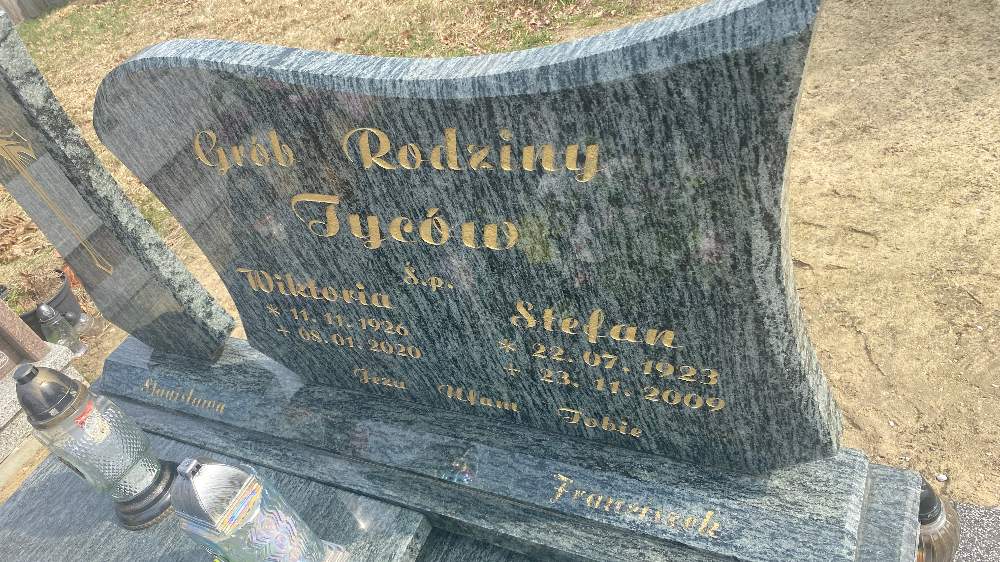 Grób Rodziny
Tyców
Ś.p.
Wiktoria
* 11. 11. 1926
+ 08. 01. 2020
Stefan
* 22. 07. 1923
+ 23. 11. 2009
Jezu Ufam Tobie
Stanisława
Franciszek